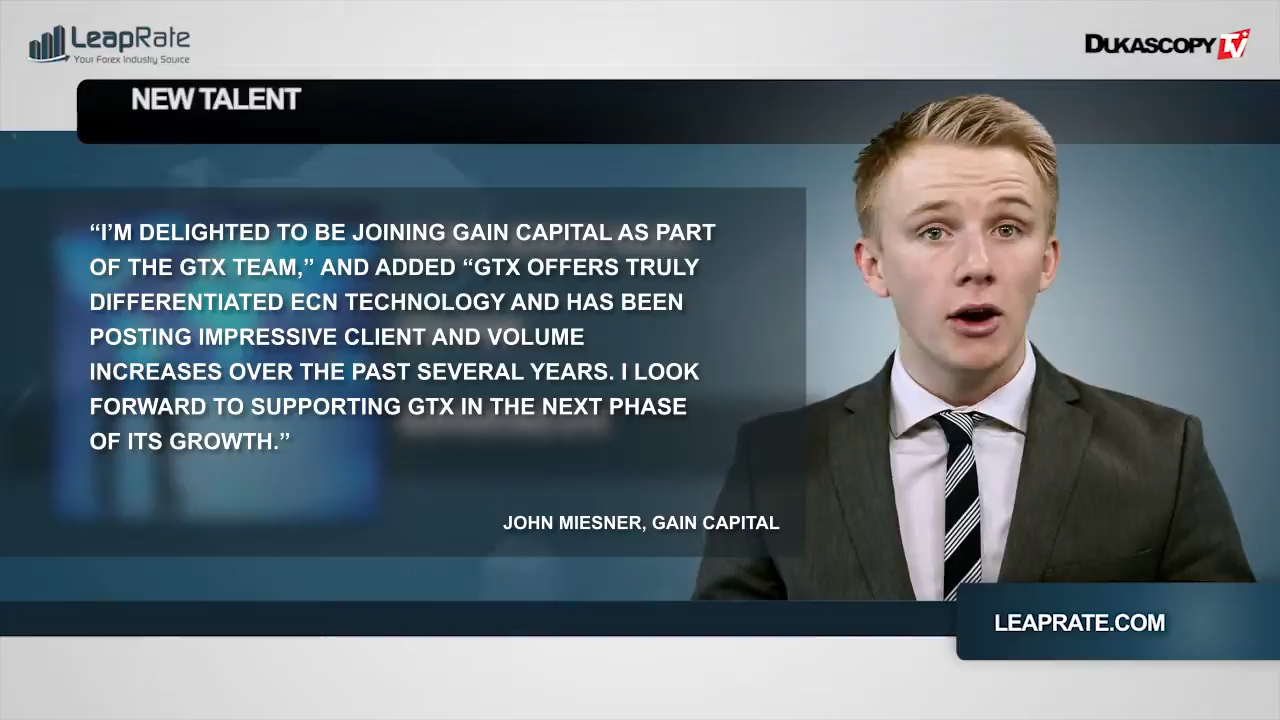 LeapRate
Your Forex Industry Source
DUKASCOPY TV
NEW TALENT
“I’M DELIGHTED TO BE JOINING GAIN CAPITAL AS PART
OF THE GTX TEAM,” AND ADDED “GTX OFFERS TRULY
DIFFERENTIATED ECN TECHNOLOGY AND HAS BEEN
POSTING IMPRESSIVE CLIENT AND VOLUME
INCREASES OVER THE PAST SEVERAL YEARS. I LOOK
FORWARD TO SUPPORTING GTX IN THE NEXT PHASE
OF ITS GROWTH.”
JOHN MIESNER, GAIN CAPITAL
LEAPRATE.COM